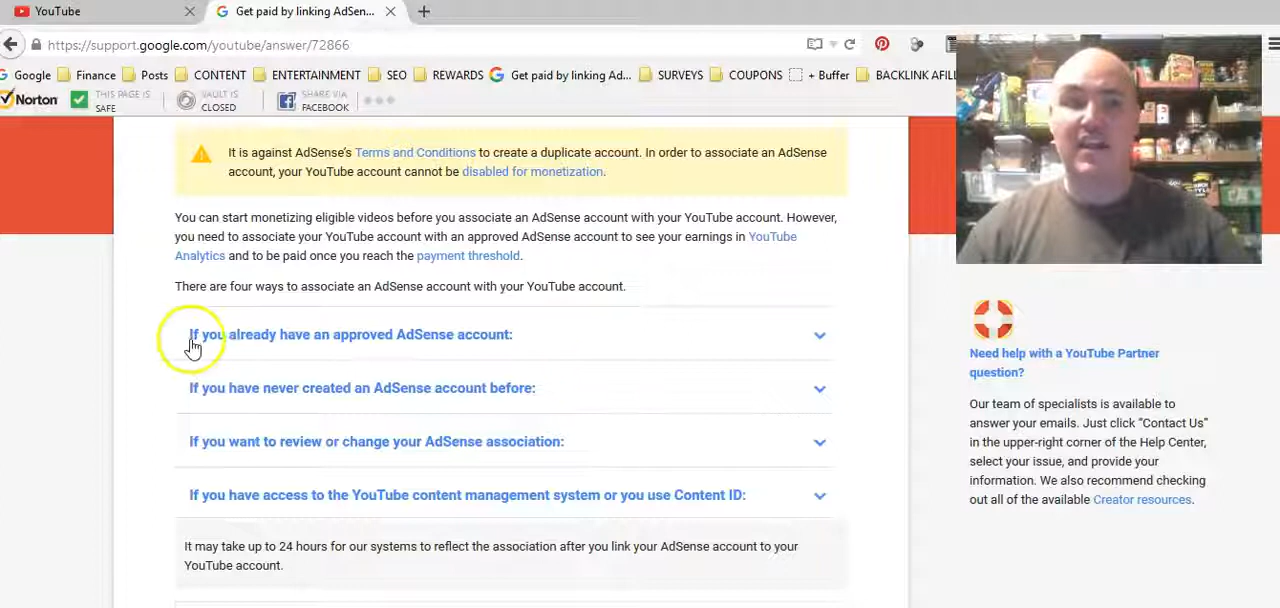 YouTube
Get paid by linking AdSen...
https://support.google.com/youtube/answer/72866
Google Finance Posts CONTENT ENTERTAINMENT SEO REWARDS Get paid by linking Ad... SURVEYS COUPONS + Buffer BACKLINK AFILL
Norton
THIS PAGE IS
SAFE
VAULT IS
CLOSED
SHARE VIA
FACEBOOK
It is against AdSense's Terms and Conditions to create a duplicate account. In order to associate an AdSense
account, your YouTube account cannot be disabled for monetization.
You can start monetizing eligible videos before you associate an AdSense account with your YouTube account. However,
you need to associate your YouTube account with an approved AdSense account to see your earnings in YouTube
Analytics and to be paid once you reach the payment threshold.
There are four ways to associate an AdSense account with your YouTube account.
If you already have an approved AdSense account:
If you have never created an AdSense account before:
If you want to review or change your AdSense association:
If you have access to the YouTube content management system or you use Content ID:
It may take up to 24 hours for our systems to reflect the association after you link your AdSense account to your
YouTube account.
Need help with a YouTube Partner
question?
Our team of specialists is available to
answer your emails. Just click "Contact Us"
in the upper-right corner of the Help Center,
select your issue, and provide your
information. We also recommend checking
out all of the available Creator resources.